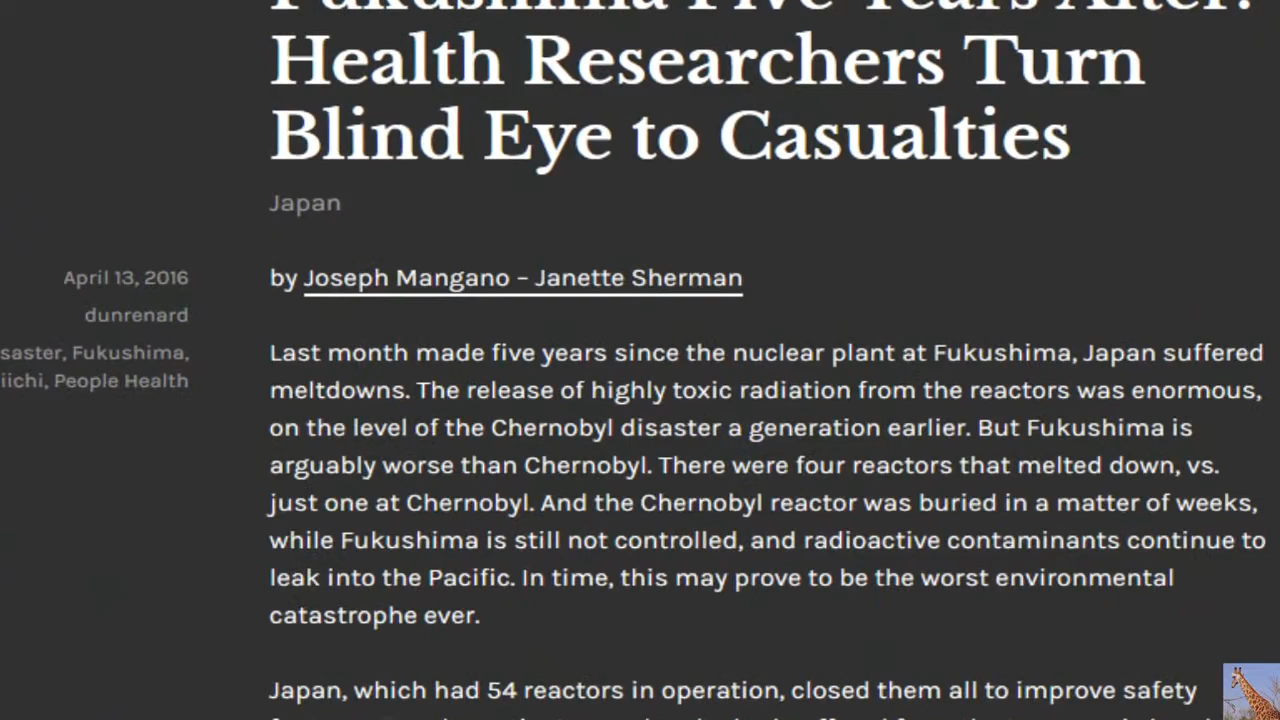 Fukushima Five Years After:
Health Researchers Turn
Blind Eye to Casualties
Japan
April 13, 2016
dunrenard
saster, Fukushima,
iichi, People Health
by Joseph Mangano – Janette Sherman
Last month made five years since the nuclear plant at Fukushima, Japan suffered
meltdowns. The release of highly toxic radiation from the reactors was enormous,
on the level of the Chernobyl disaster a generation earlier. But Fukushima is
arguably worse than Chernobyl. There were four reactors that melted down, vs.
just one at Chernobyl. And the Chernobyl reactor was buried in a matter of weeks,
while Fukushima is still not controlled, and radioactive contaminants continue to
leak into the Pacific. In time, this may prove to be the worst environmental
catastrophe ever.
Japan, which had 54 reactors in operation, closed them all to improve safety